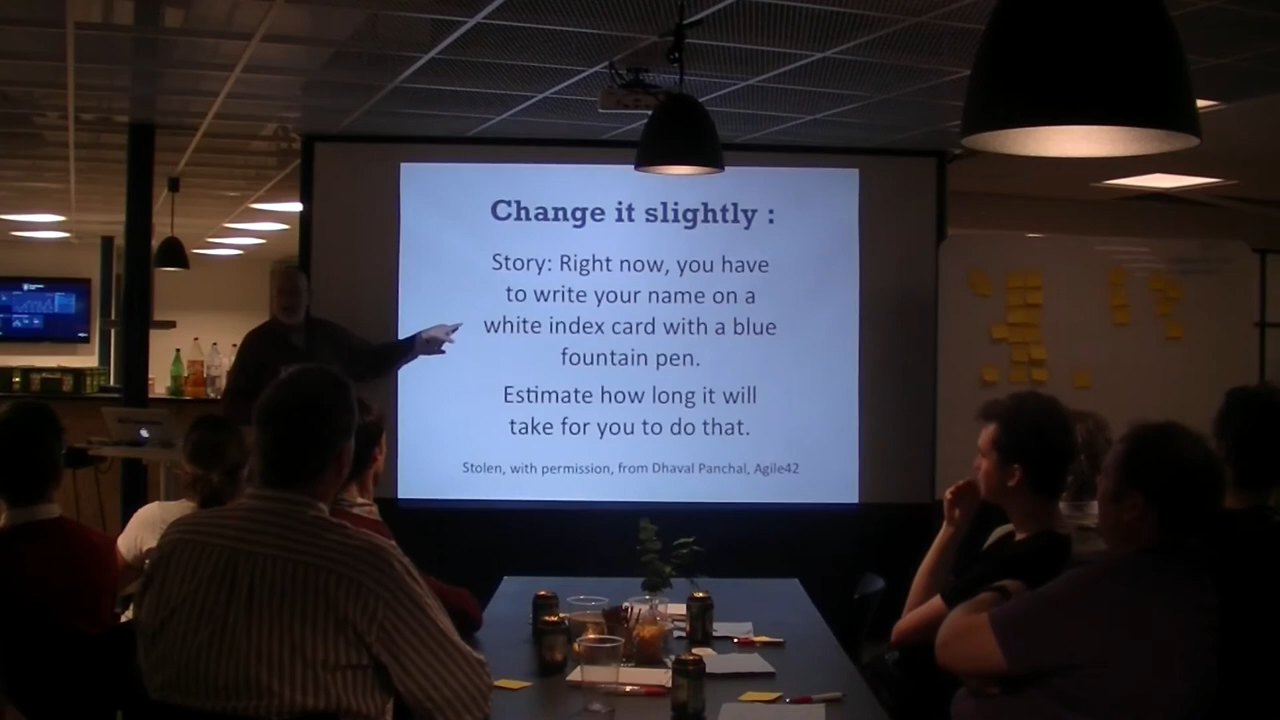 Change it slightly :
Story: Right now, you have
to write your name on a
white index card with a blue
fountain pen.
Estimate how long it will
take for you to do that.
Stolen, with permission, from Dhaval Panchal, Agile42